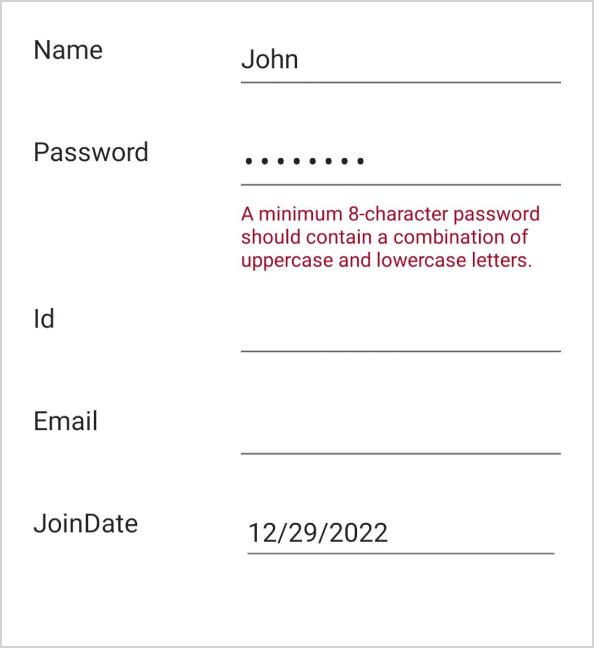 Name
John
Password
••••••••
A minimum 8-character password
should contain a combination of
uppercase and lowercase letters.
Id
Email
JoinDate
12/29/2022